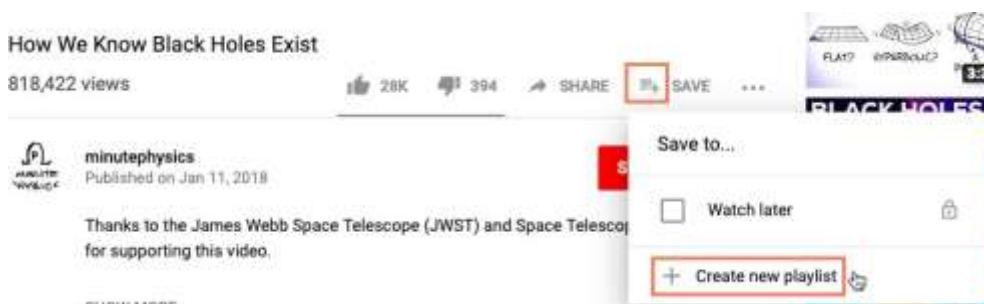 How We Know Black Holes Exist
818,422 views
28K 394 SHARE SAVE ...
minutephysics
Published on Jan 11, 2018
Thanks to the James Webb Space Telescope (JWST) and Space Telescop
for supporting this video.
FLAT?
BLACK HOLES
Save to...
Watch later
+ Create new playlist